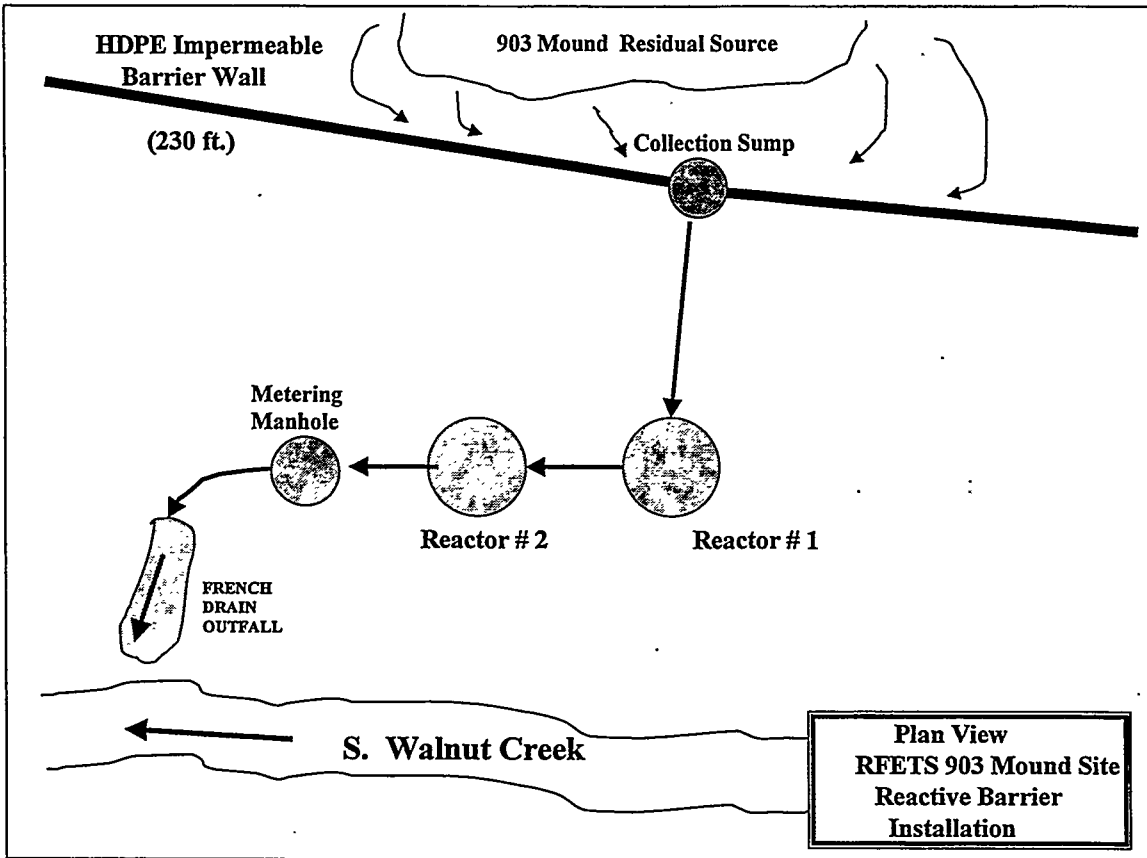 HDPE Impermeable
Barrier Wall
(230 ft.)
903 Mound Residual Source
Collection Sump
Metering
Manhole
Reactor # 2
Reactor # 1
FRENCH
DRAIN
OUTFALL
S. Walnut Creek
Plan View
RFETS 903 Mound Site
Reactive Barrier
Installation